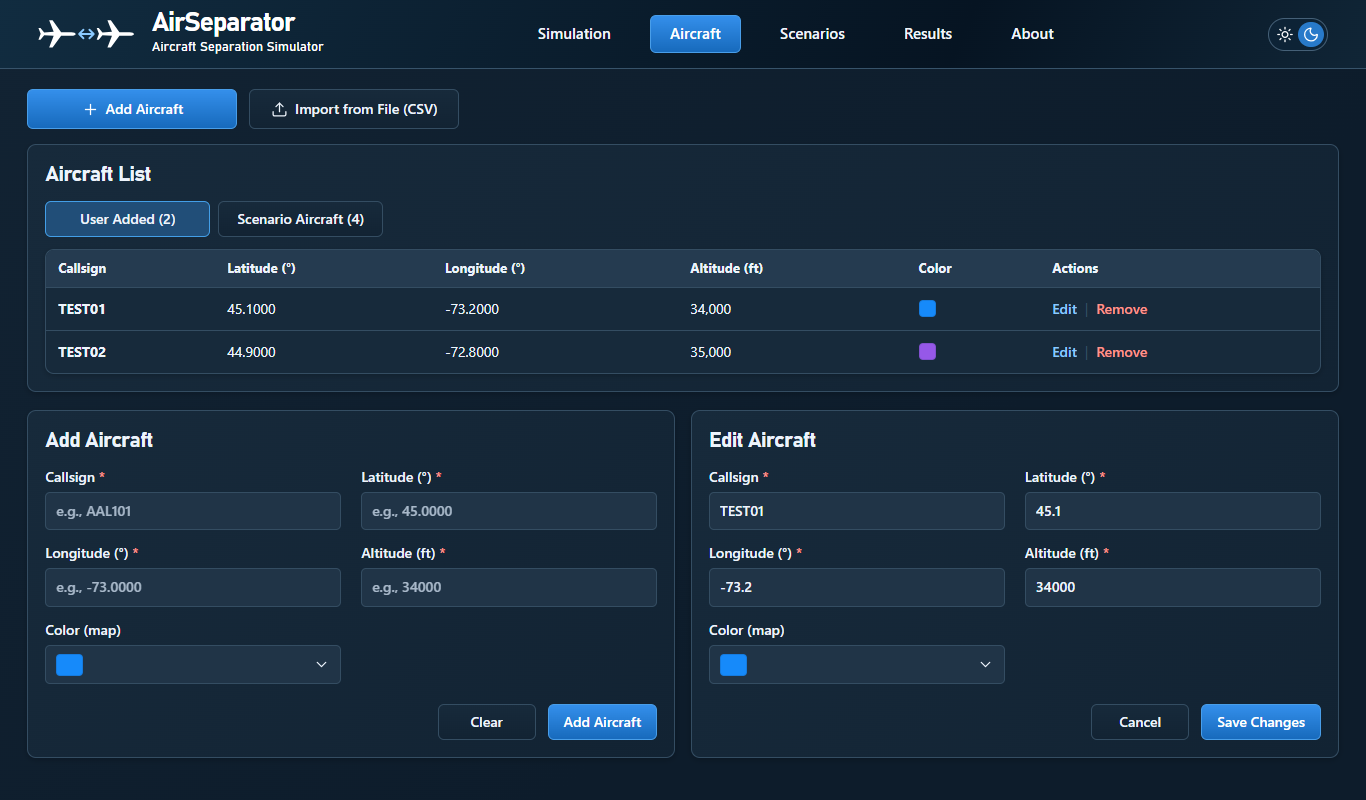 AirSeparator
Aircraft Separation Simulator
Simulation
Aircraft
Scenarios
Results
About
+ Add Aircraft
Import from File (CSV)
Aircraft List
User Added (2)
Scenario Aircraft (4)
Callsign Latitude (°) Longitude (°) Altitude (ft) Color Actions
TEST01 45.1000 -73.2000 34,000 Edit | Remove
TEST02 44.9000 -72.8000 35,000 Edit | Remove
Add Aircraft
Callsign * Latitude (°) *
e.g., AAL101 e.g., 45.0000
Longitude (°) * Altitude (ft) *
e.g., -73.0000 e.g., 34000
Color (map)
Clear Add Aircraft
Edit Aircraft
Callsign * Latitude (°) *
TEST01 45.1
Longitude (°) * Altitude (ft) *
-73.2 34000
Color (map)
Cancel Save Changes